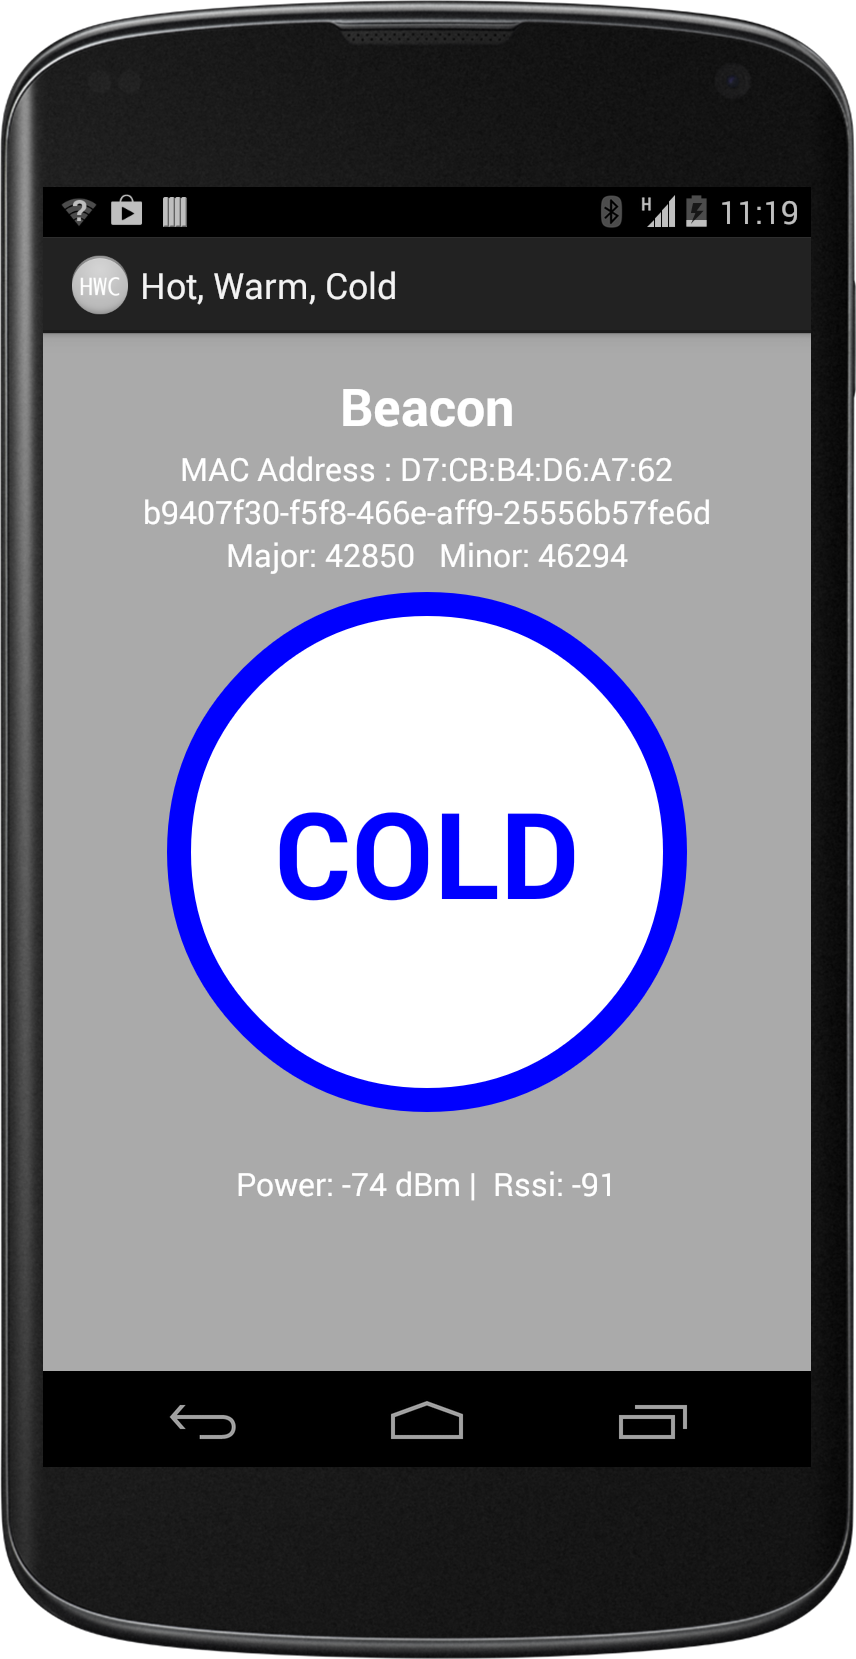 H 11:19
HWC Hot, Warm, Cold
Beacon
MAC Address : D7:CB:B4:D6:A7:62
b9407f30-f5f8-466e-aff9-25556b57fe6d
Major: 42850 Minor: 46294
COLD
Power: -74 dBm | Rssi: -91